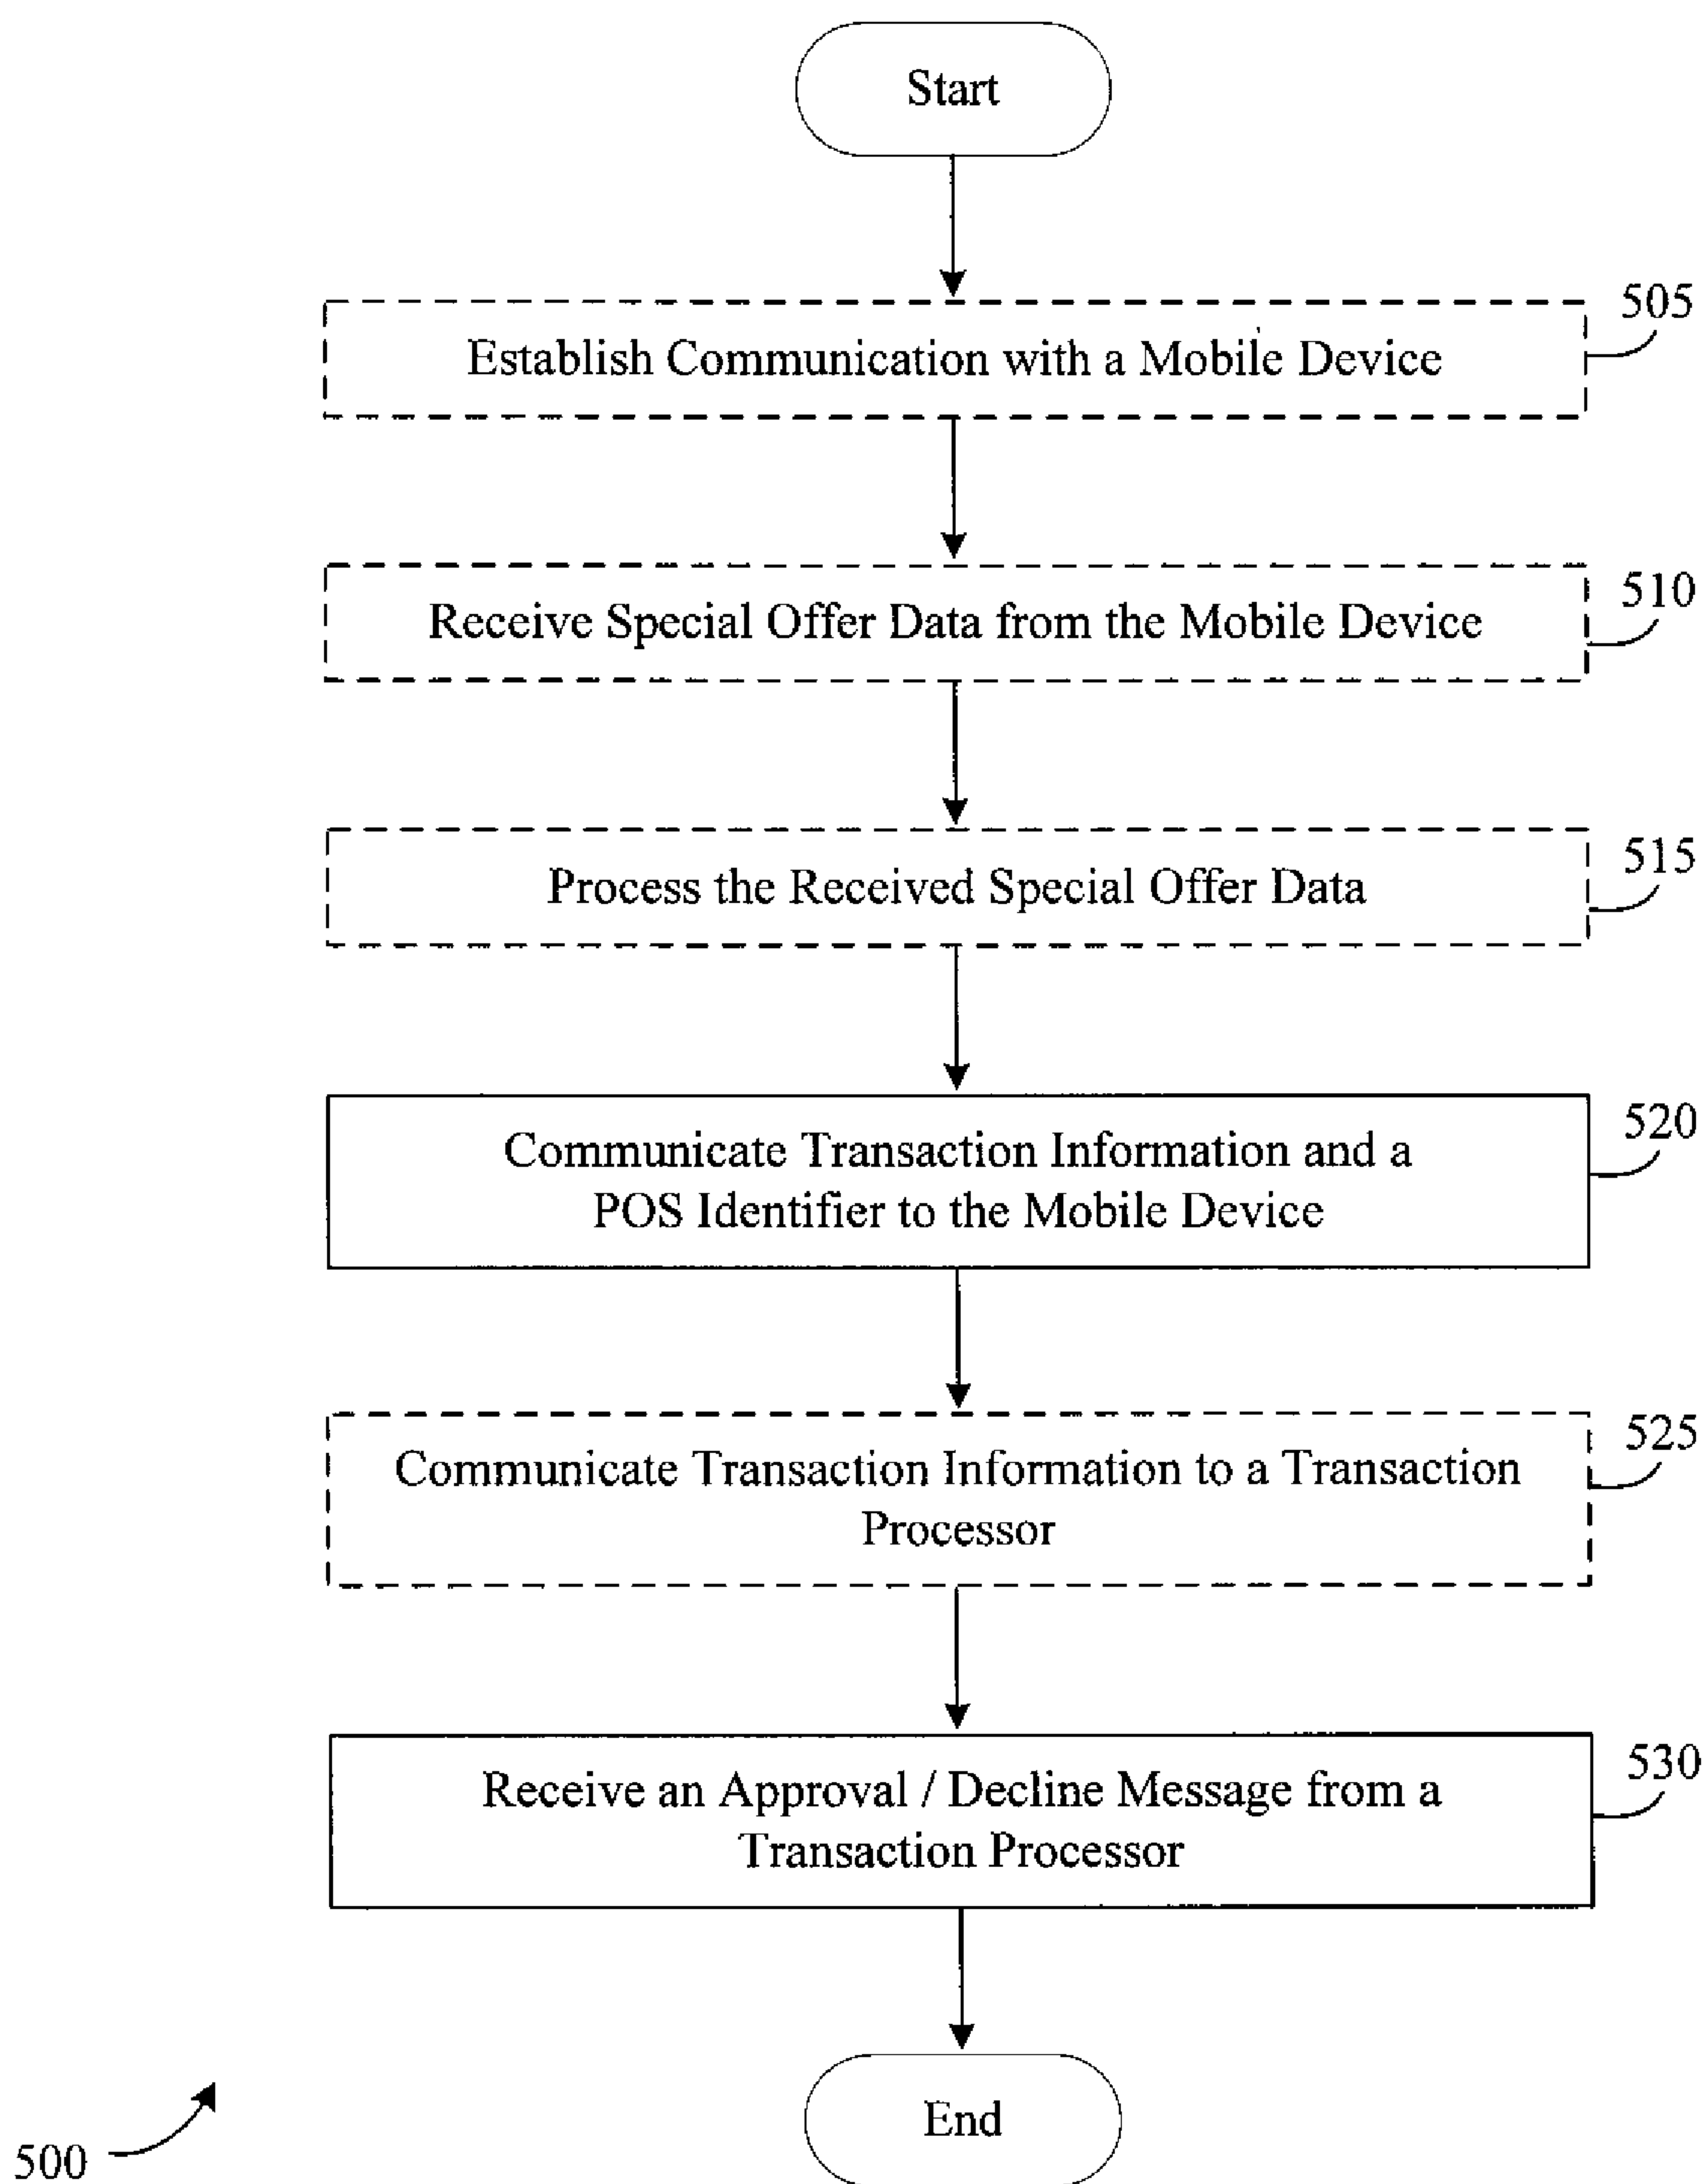 Start
505
Establish Communication with a Mobile Device
510
Receive Special Offer Data from the Mobile Device
515
Process the Received Special Offer Data
520
Communicate Transaction Information and a
POS Identifier to the Mobile Device
525
Communicate Transaction Information to a Transaction
Processor
530
Receive an Approval / Decline Message from a
Transaction Processor
End
500